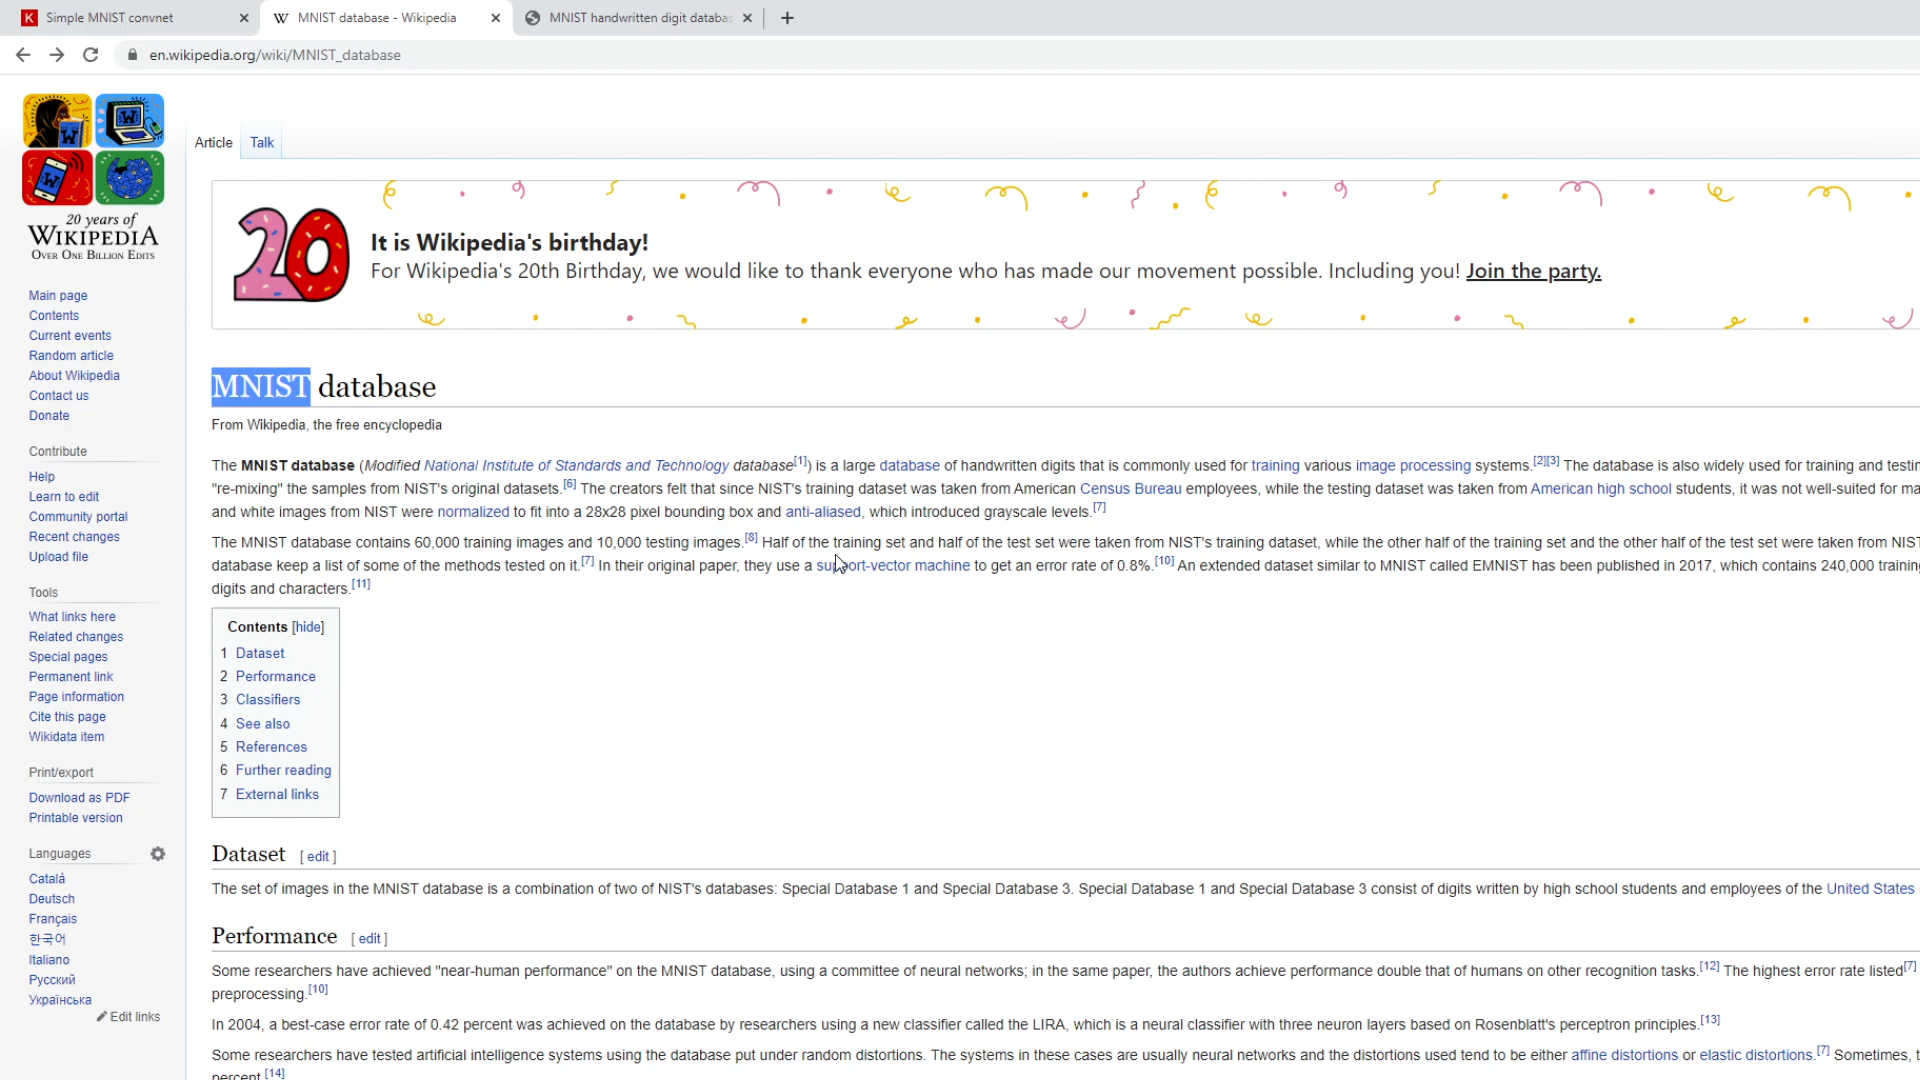 Simple MNIST convnet
MNIST database - Wikipedia
MNIST handwritten digit databa
en.wikipedia.org/wiki/MNIST_database
20 years of
WIKIPEDIA
OVER ONE BILLION EDITS
Main page
Contents
Current events
Random article
About Wikipedia
Contact us
Donate
Contribute
Help
Learn to edit
Community portal
Recent changes
Upload file
Tools
What links here
Related changes
Special pages
Permanent link
Page information
Cite this page
Wikidata item
Print/export
Download as PDF
Printable version
Languages
Català
Deutsch
Français
한국어
Italiano
Русский
Українська
Edit links
Article
Talk
20
It is Wikipedia's birthday!
For Wikipedia's 20th Birthday, we would like to thank everyone who has made our movement possible. Including you! Join the party.
MNIST database
From Wikipedia, the free encyclopedia
The MNIST database (Modified National Institute of Standards and Technology database[1]) is a large database of handwritten digits that is commonly used for training various image processing systems.[2][3] The database is also widely used for training and testin
"re-mixing" the samples from NIST's original datasets.[6] The creators felt that since NIST's training dataset was taken from American Census Bureau employees, while the testing dataset was taken from American high school students, it was not well-suited for ma
and white images from NIST were normalized to fit into a 28x28 pixel bounding box and anti-aliased, which introduced grayscale levels.[7]
The MNIST database contains 60,000 training images and 10,000 testing images.[8] Half of the training set and half of the test set were taken from NIST's training dataset, while the other half of the training set and the other half of the test set were taken from NIST
database keep a list of some of the methods tested on it.[7] In their original paper, they use a support-vector machine to get an error rate of 0.8%.[10] An extended dataset similar to MNIST called EMNIST has been published in 2017, which contains 240,000 training
digits and characters.[11]
Contents [hide]
1 Dataset
2 Performance
3 Classifiers
4 See also
5 References
6 Further reading
7 External links
Dataset [ edit ]
The set of images in the MNIST database is a combination of two of NIST's databases: Special Database 1 and Special Database 3. Special Database 1 and Special Database 3 consist of digits written by high school students and employees of the United States
Performance [ edit ]
Some researchers have achieved "near-human performance" on the MNIST database, using a committee of neural networks; in the same paper, the authors achieve performance double that of humans on other recognition tasks.[12] The highest error rate listed[7]
preprocessing.[10]
In 2004, a best-case error rate of 0.42 percent was achieved on the database by researchers using a new classifier called the LIRA, which is a neural classifier with three neuron layers based on Rosenblatt's perceptron principles.[13]
Some researchers have tested artificial intelligence systems using the database put under random distortions. The systems in these cases are usually neural networks and the distortions used tend to be either affine distortions or elastic distortions.[7] Sometimes, t
percent.[14]